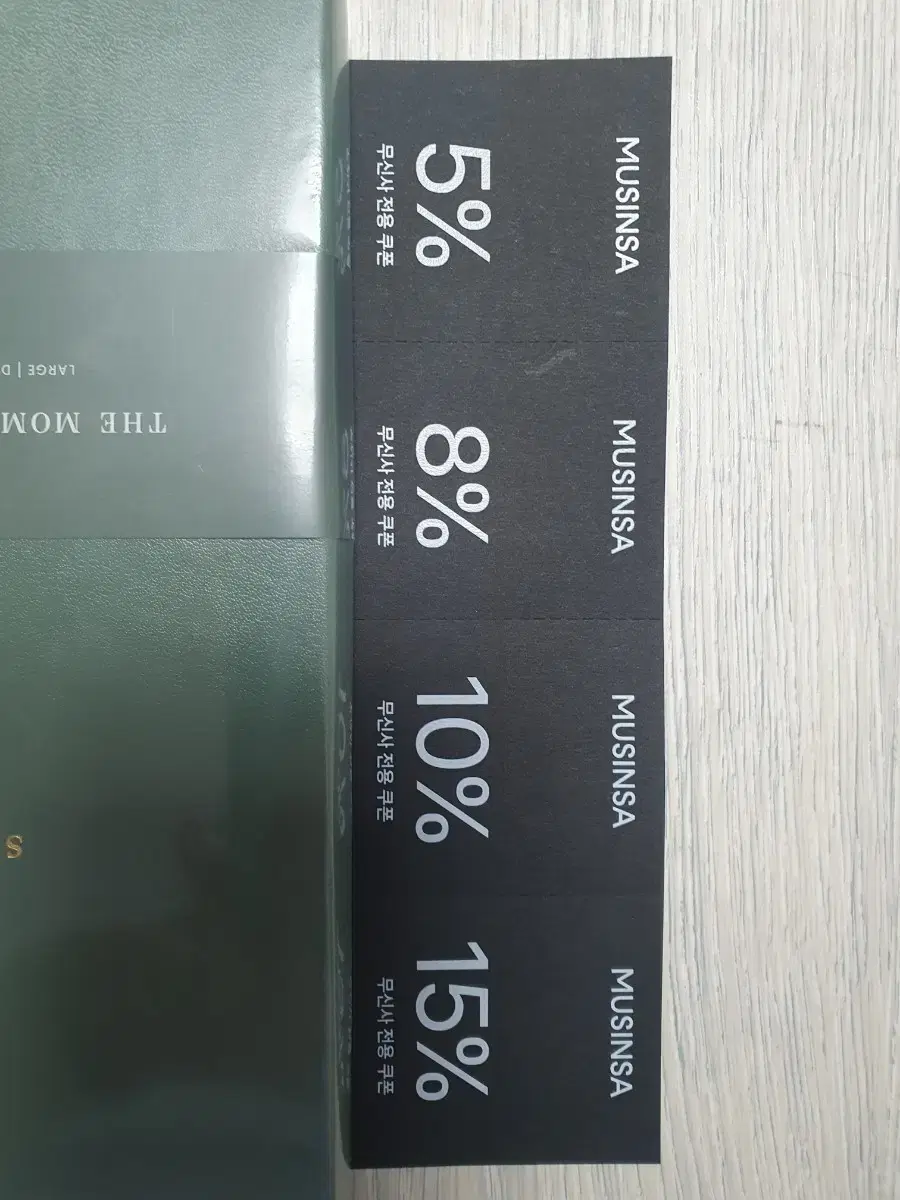 MUSINSA
5%
무신사 전용 쿠폰
MUSINSA
8%
무신사 전용 쿠폰
MUSINSA
10%
무신사 전용 쿠폰
MUSINSA
15%
무신사 전용 쿠폰
THE MOM
LARGE | D
S